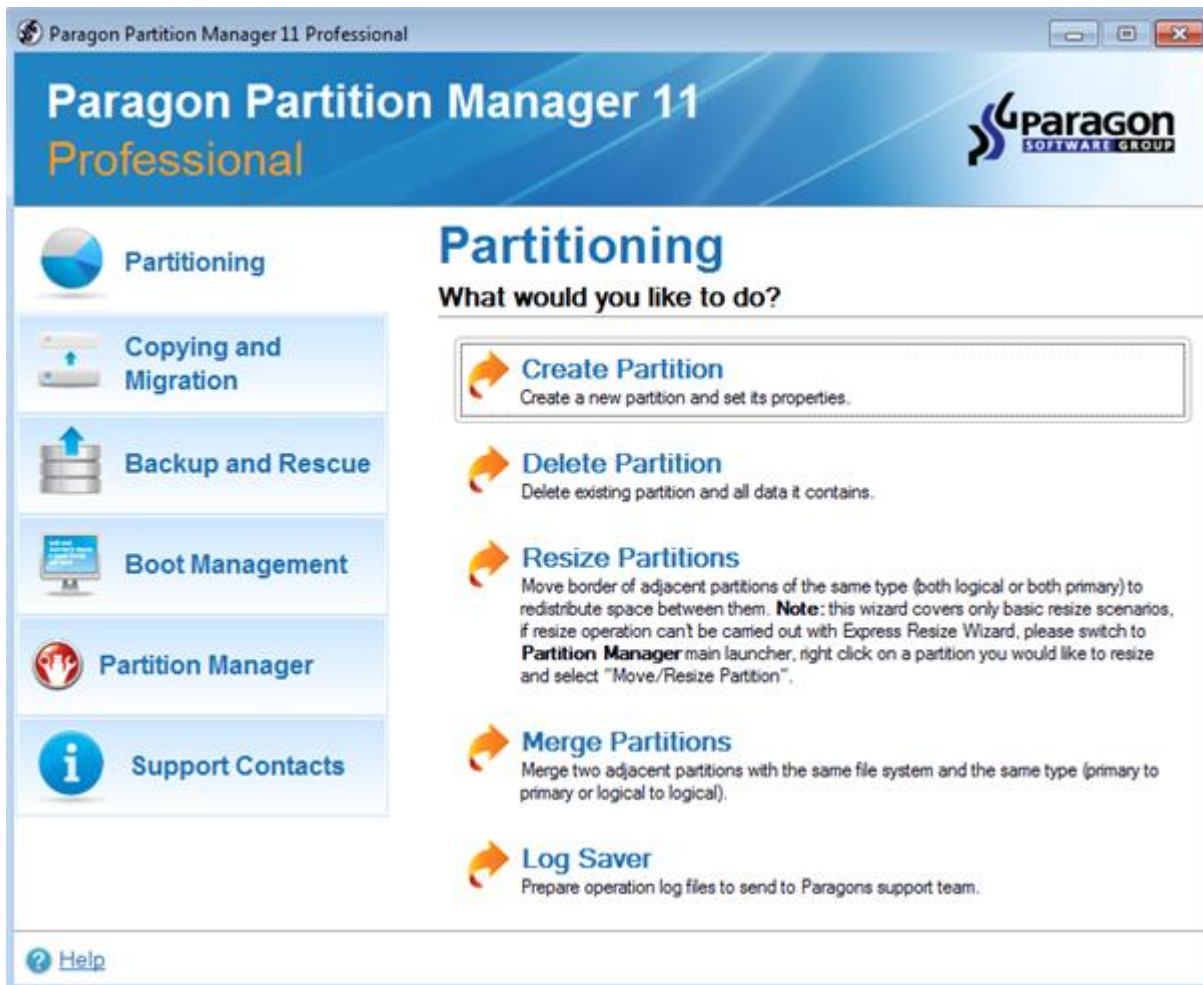 Paragon Partition Manager 11 Professional
Paragon Partition Manager 11
Professional
Paragon
SOFTWARE GROUP
Partitioning
Copying and
Migration
Backup and Rescue
Boot Management
Partition Manager
Support Contacts
Partitioning
What would you like to do?
Create Partition
Create a new partition and set its properties.
Delete Partition
Delete existing partition and all data it contains.
Resize Partitions
Move border of adjacent partitions of the same type (both logical or both primary) to
redistribute space between them. Note: this wizard covers only basic resize scenarios,
if resize operation can't be carried out with Express Resize Wizard, please switch to
Partition Manager main launcher, right click on a partition you would like to resize
and select "Move/Resize Partition".
Merge Partitions
Merge two adjacent partitions with the same file system and the same type (primary to
primary or logical to logical).
Log Saver
Prepare operation log files to send to Paragons support team.
Help